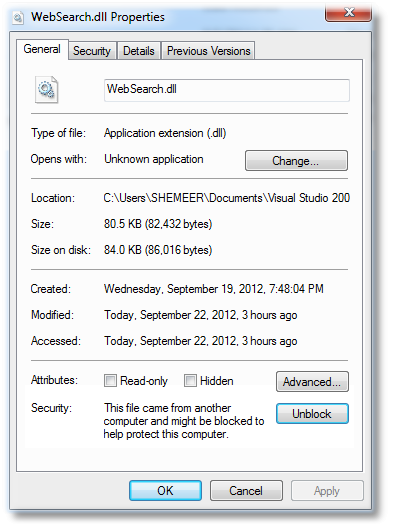 WebSearch.dll Properties
General Security Details Previous Versions
WebSearch.dll
Type of file: Application extension (.dll)
Opens with: Unknown application Change...
Location: C:\Users\SHEMEER\Documents\Visual Studio 200
Size: 80.5 KB (82,432 bytes)
Size on disk: 84.0 KB (86,016 bytes)
Created: Wednesday, September 19, 2012, 7:48:04 PM
Modified: Today, September 22, 2012, 3 hours ago
Accessed: Today, September 22, 2012, 3 hours ago
Attributes: Read-only Hidden Advanced...
Security: This file came from another
computer and might be blocked to
help protect this computer.
Unblock
OK Cancel Apply